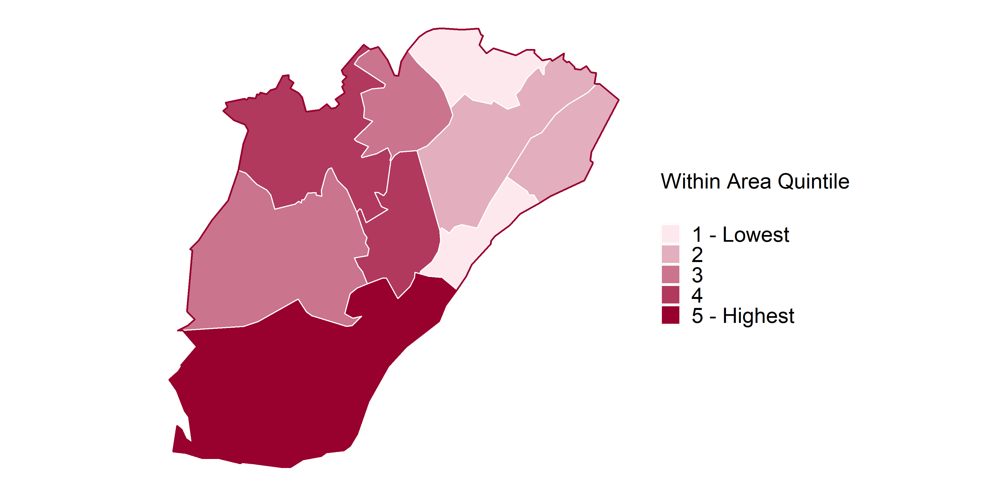 Within Area Quintile
1 - Lowest
2
3
4
5 - Highest